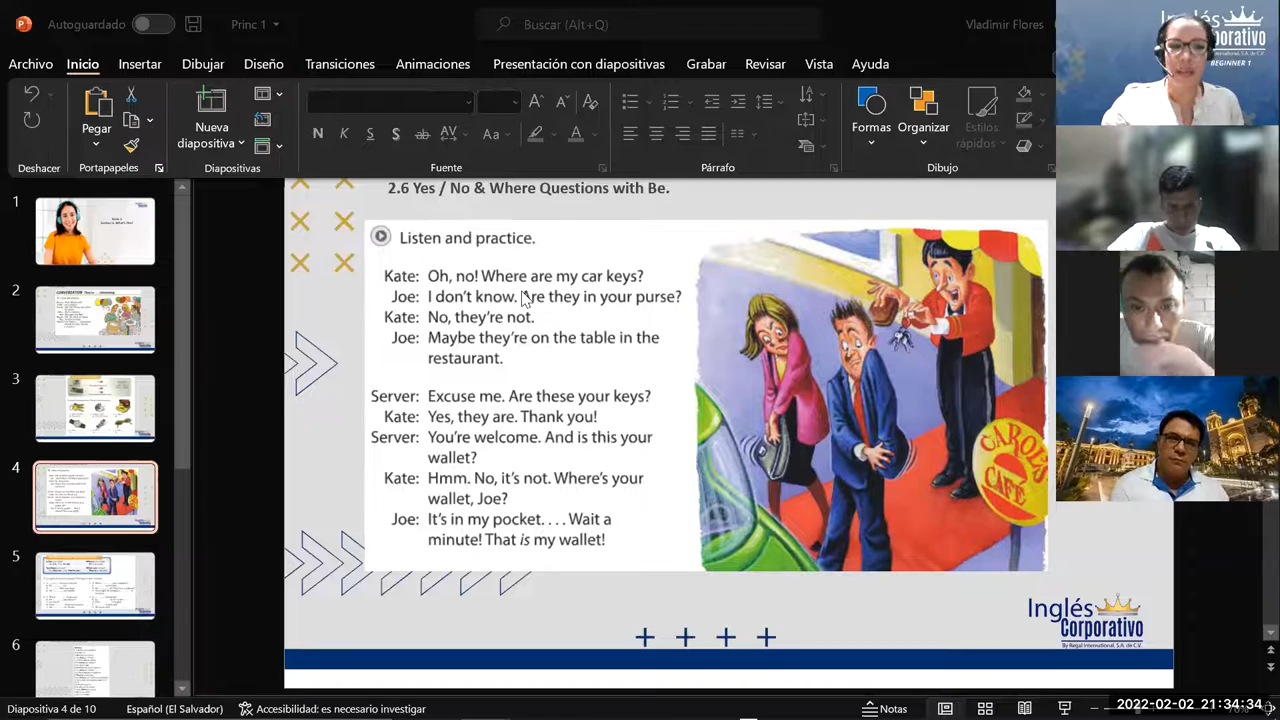 Autoguardado
Princ 1
Buscar (Alt+Q)
Vladimir Flores
Archivo Inicio Insertar Dibujar Diseño Transiciones Animaciones Presentación con diapositivas Grabar Revisar Vista Ayuda
Pegar
Nueva
diapositiva
Formas
Organizar
Estilos
rápidos
Deshacer
Portapapeles
Diapositivas
Fuente
Párrafo
Dibujo
Inglés
BEGINNER 1
1
2
3
4
5
6
2.6 Yes / No & Where Questions with Be.
Listen and practice.
Kate: Oh, no! Where are my car keys?
Joe: I don't know. Are they in your purse?
Kate: No, they're not.
Joe: Maybe they're on the table in the
restaurant.
Server: Excuse me. Are these your keys?
Kate: Yes, they are. Thank you!
Server: You're welcome. And is this your
wallet?
Kate: Hmm. No, it's not. Where's your
wallet, Joe?
Joe: It's in my pocket. . . . Wait a
minute! That is my wallet!
Inglés
Corporativo
By Regal International, S.A. de C.V.
Diapositiva 4 de 10
Español (El Salvador)
Accesibilidad: es necesario investigar
Notas
2022-02-02 21:34:34